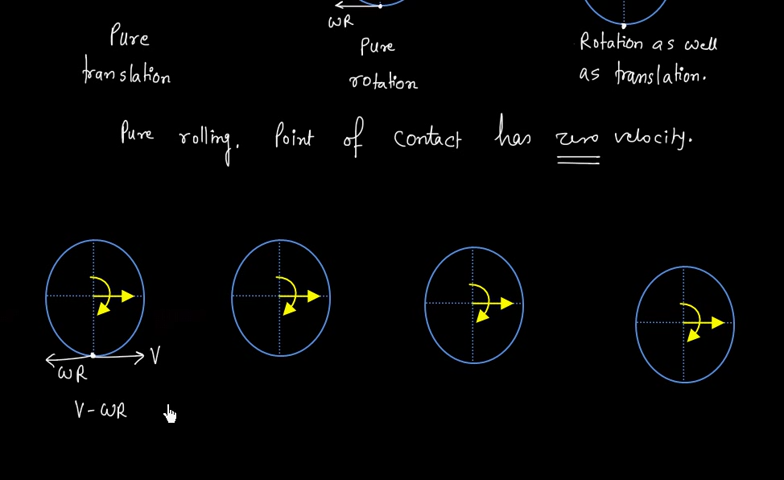 ωR
Pure
translation
Pure
rotation
Rotation as well
as translation.
Pure rolling. Point of contact has zero velocity.
V
ωR
V-ωR